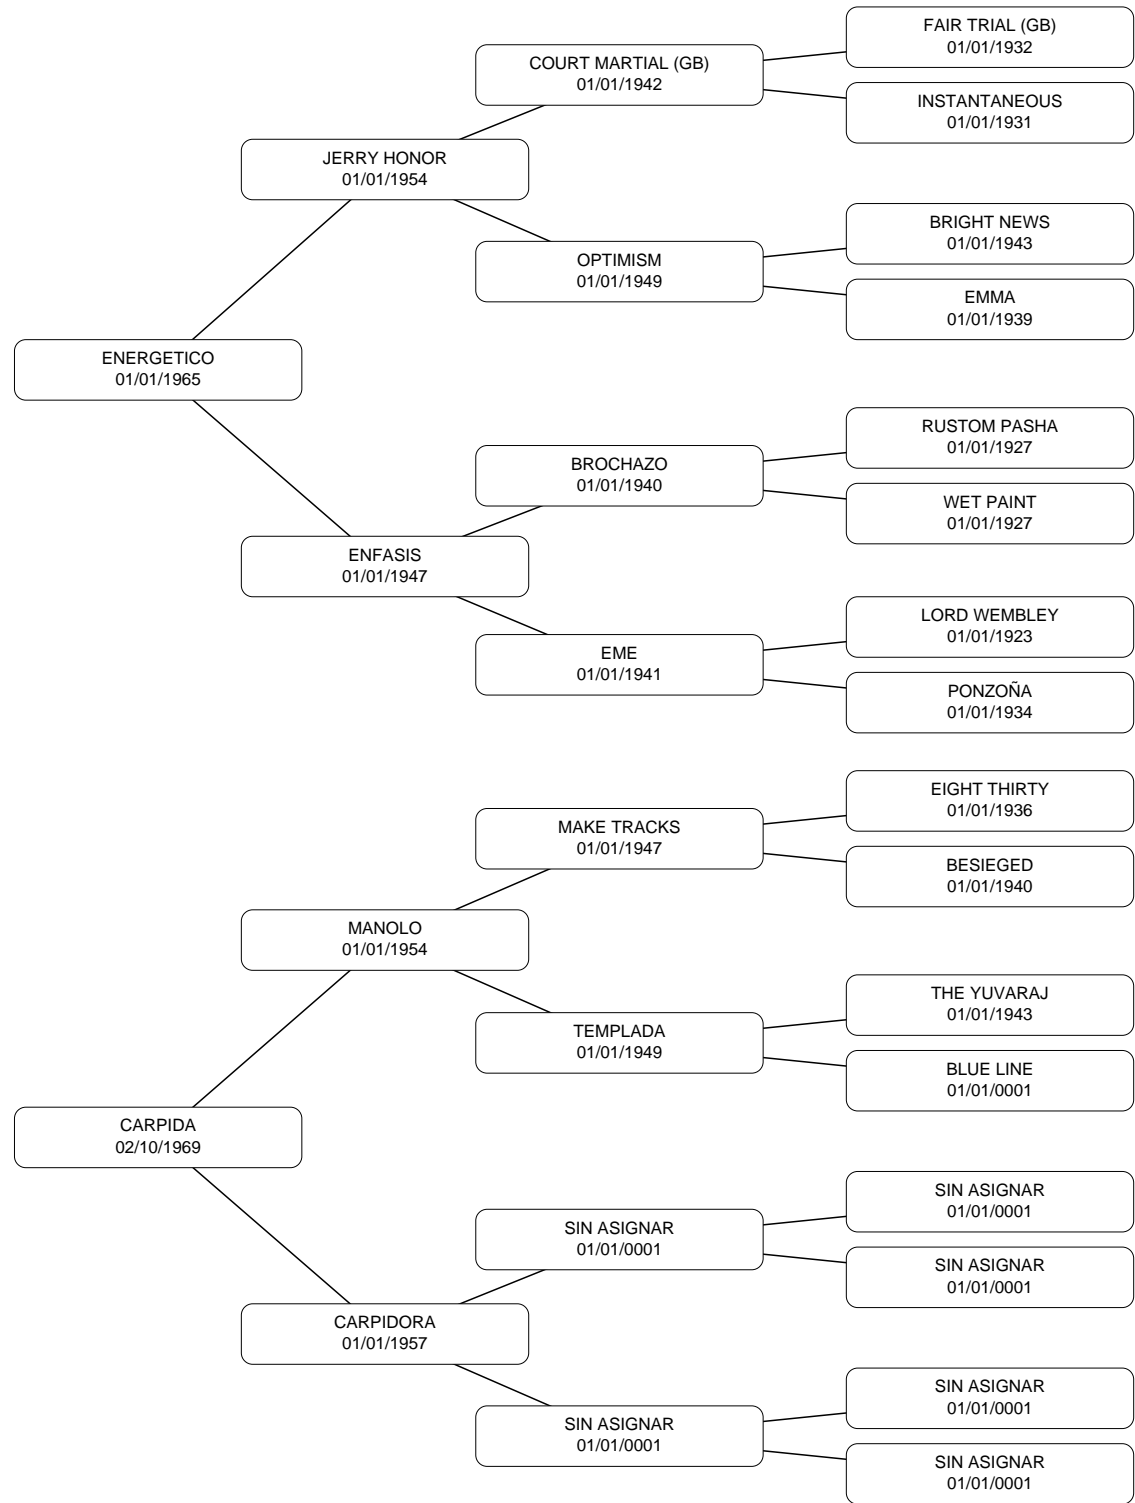 FAIR TRIAL (GB)
01/01/1932
COURT MARTIAL (GB)
01/01/1942
INSTANTANEOUS
01/01/1931
JERRY HONOR
01/01/1954
BRIGHT NEWS
01/01/1943
OPTIMISM
01/01/1949
EMMA
01/01/1939
ENERGETICO
01/01/1965
RUSTOM PASHA
01/01/1927
BROCHAZO
01/01/1940
WET PAINT
01/01/1927
ENFASIS
01/01/1947
LORD WEMBLEY
01/01/1923
EME
01/01/1941
PONZOÑA
01/01/1934
EIGHT THIRTY
01/01/1936
MAKE TRACKS
01/01/1947
BESIEGED
01/01/1940
MANOLO
01/01/1954
THE YUVARAJ
01/01/1943
TEMPLADA
01/01/1949
BLUE LINE
01/01/0001
CARPIDA
02/10/1969
SIN ASIGNAR
01/01/0001
SIN ASIGNAR
01/01/0001
SIN ASIGNAR
01/01/0001
CARPIDORA
01/01/1957
SIN ASIGNAR
01/01/0001
SIN ASIGNAR
01/01/0001
SIN ASIGNAR
01/01/0001